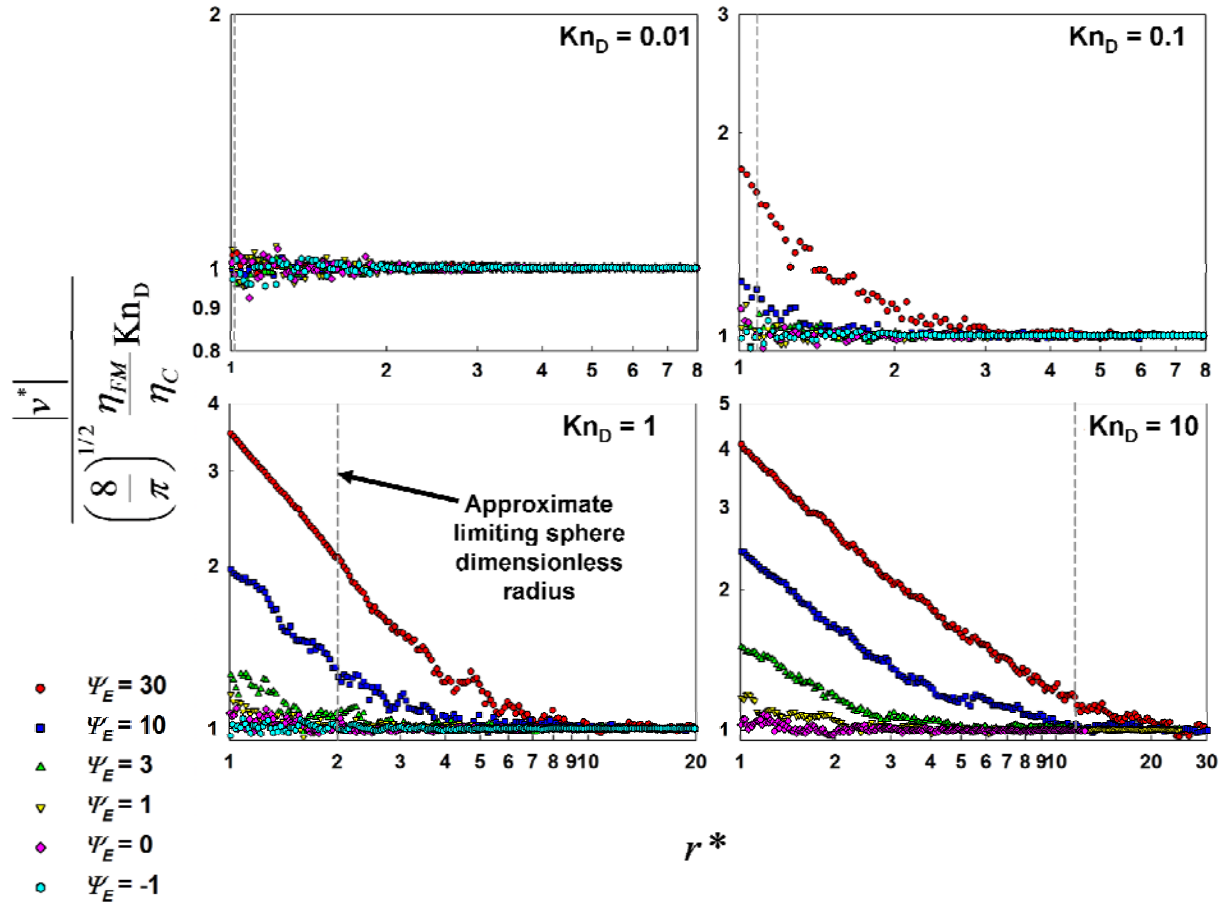 Kn_D = 0.01
2
1
0.9
0.8
1 2 3 4 5 6 7 8
Kn_D = 0.1
3
2
1
1 2 3 4 5 6 7 8
|v*|
(8/π)^1/2 η_FM/η_C Kn_D
Kn_D = 1
4
3
2
1
Approximate
limiting sphere
dimensionless
radius
1 2 3 4 5 6 7 8 910 20
Kn_D = 10
5
4
3
2
1
1 2 3 4 5 6 7 8 910 20 30
r*
Ψ_E = 30
Ψ_E = 10
Ψ_E = 3
Ψ_E = 1
Ψ_E = 0
Ψ_E = -1